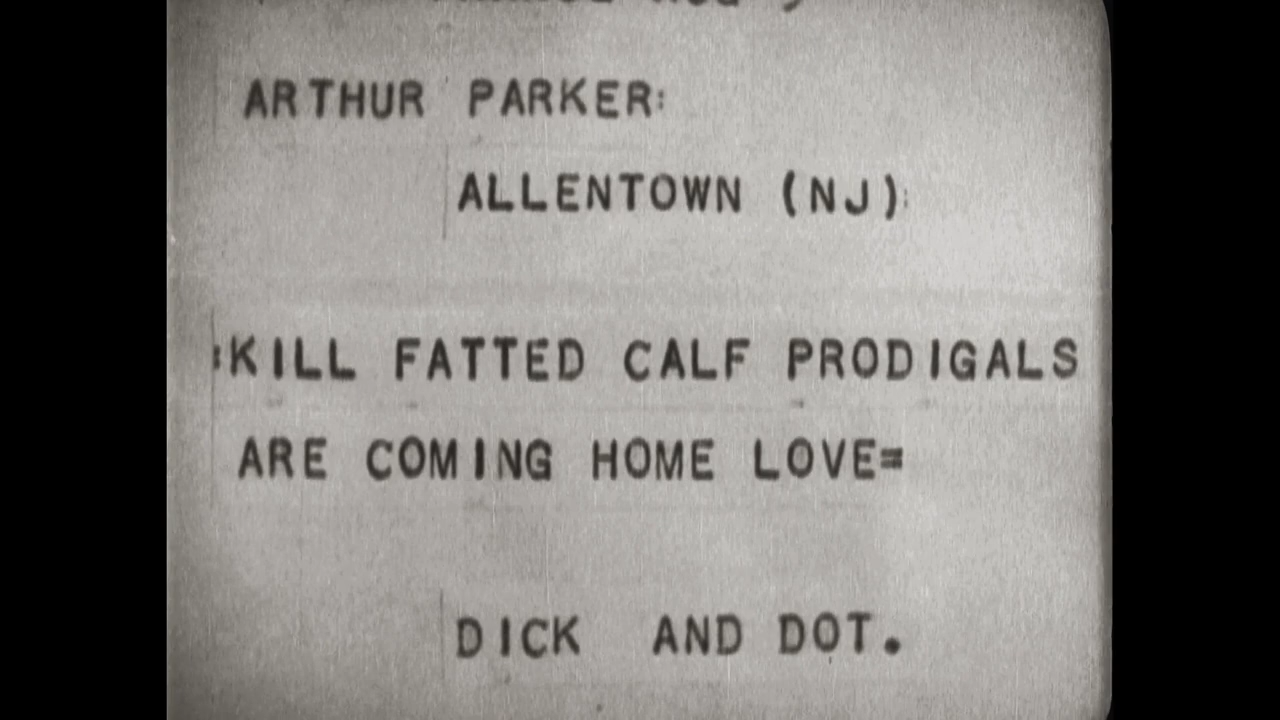 ARTHUR PARKER:
ALLENTOWN (NJ):
:KILL FATTED CALF PRODIGALS
ARE COMING HOME LOVE=
DICK AND DOT.